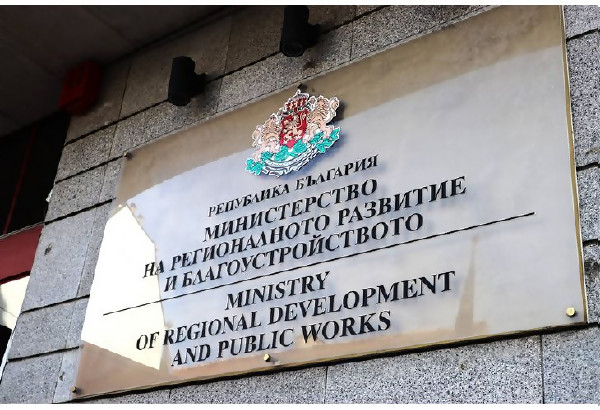 РЕПУБЛИКА БЪЛГАРИЯ
МИНИСТЕРСТВО
НА РЕГИОНАЛНОТО РАЗВИТИЕ
И БЛАГОУСТРОЙСТВОТО
MINISTRY
OF REGIONAL DEVELOPMENT
AND PUBLIC WORKS